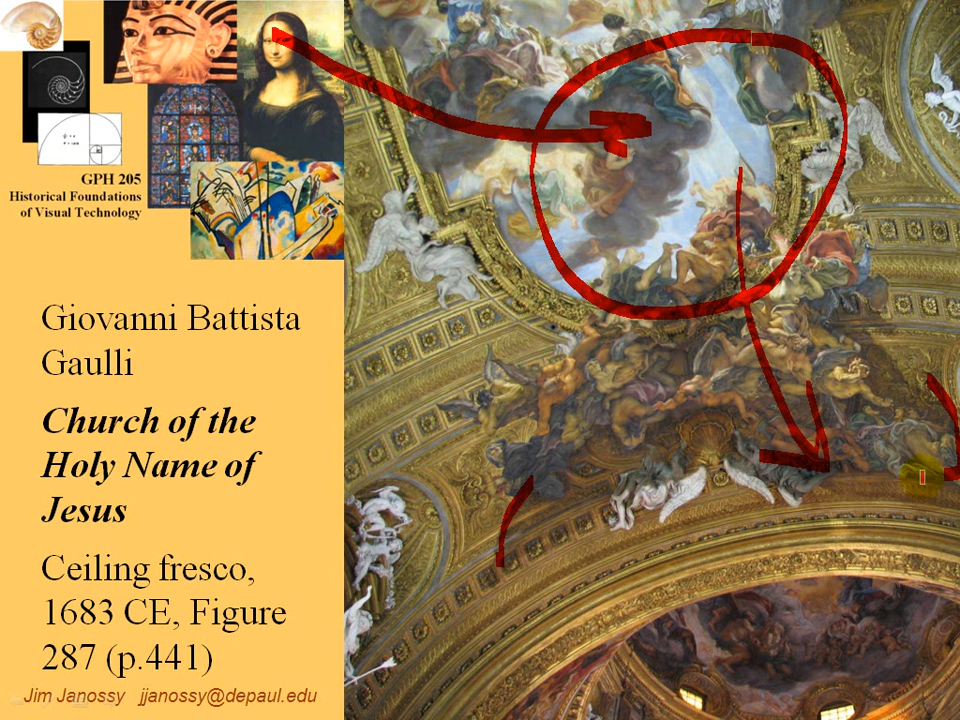 GPH 205
Historical Foundations
of Visual Technology
Giovanni Battista
Gaulli
Church of the
Holy Name of
Jesus
Ceiling fresco,
1683 CE, Figure
287 (p.441)
Jim Janossy jjanossy@depaul.edu